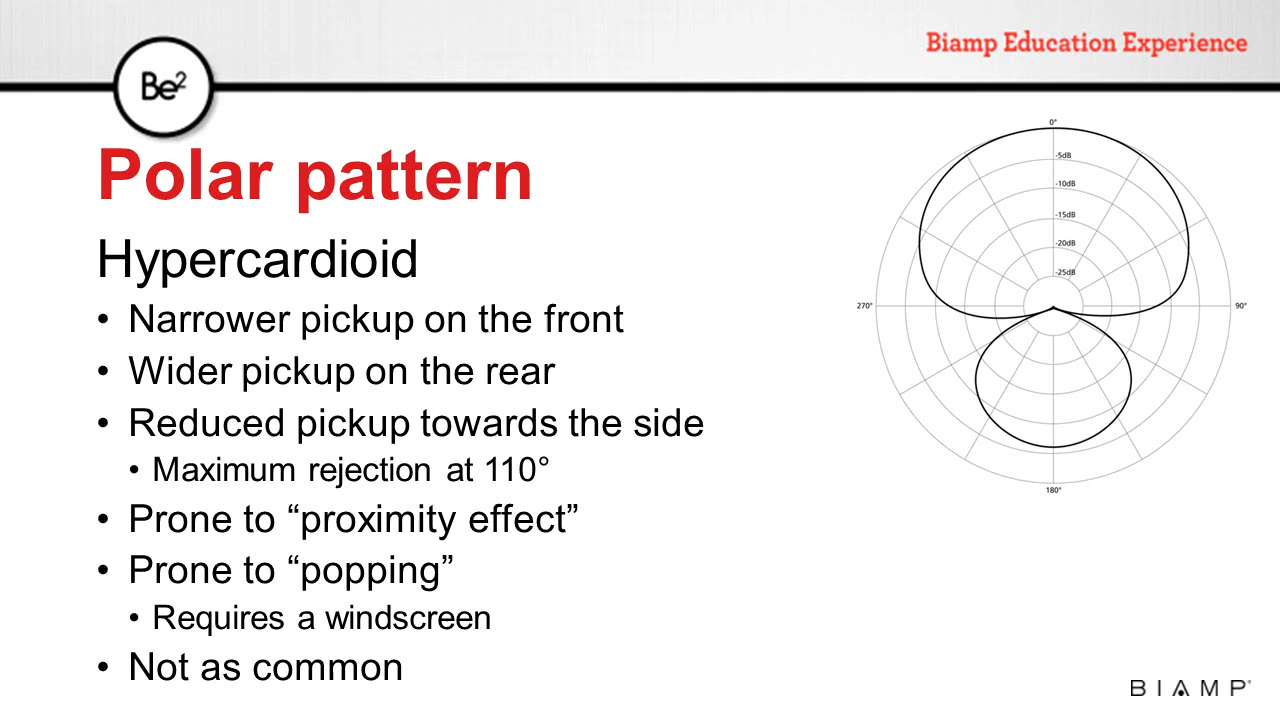 Biamp Education Experience
Be²
Polar pattern
Hypercardioid
• Narrower pickup on the front
• Wider pickup on the rear
• Reduced pickup towards the side
• Maximum rejection at 110°
• Prone to “proximity effect”
• Prone to “popping”
• Requires a windscreen
• Not as common
0°
-5dB
-10dB
-15dB
-20dB
-25dB
270°
90°
180°
BIAMP®